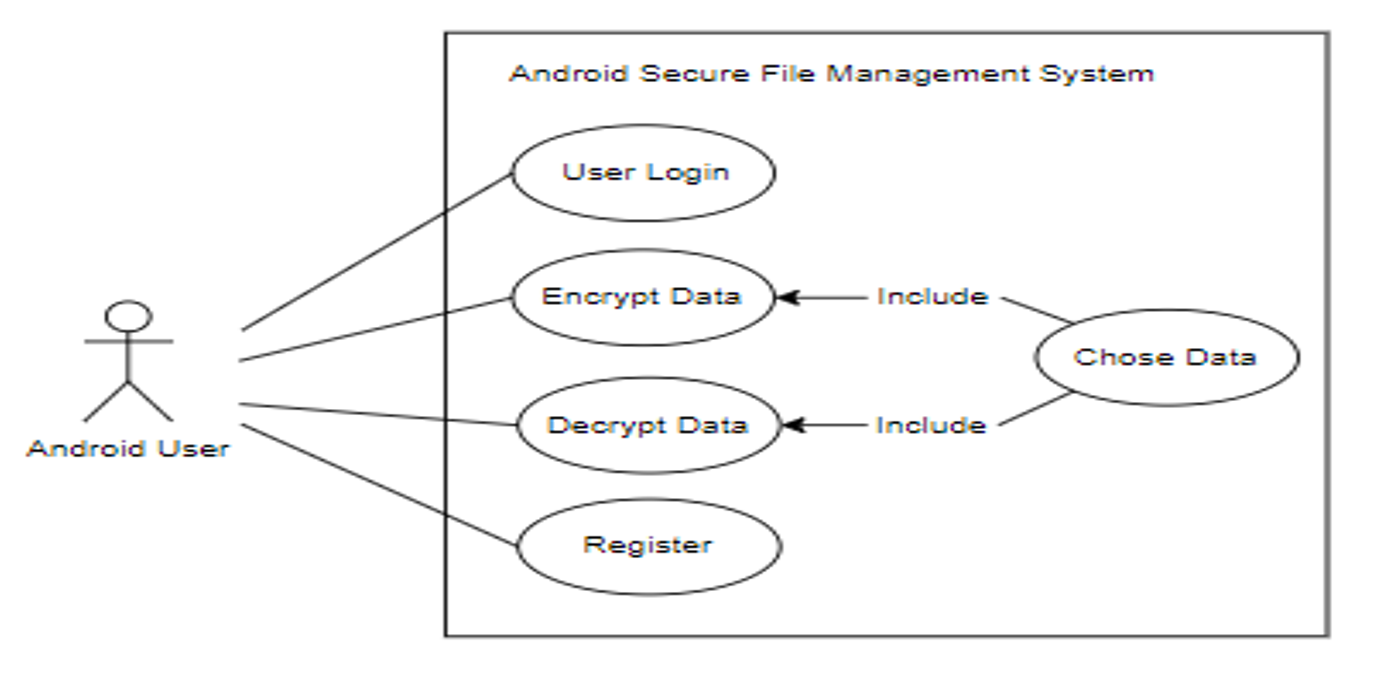 Android Secure File Management System
User Login
Encrypt Data
Include
Chose Data
Decrypt Data
Include
Android User
Register